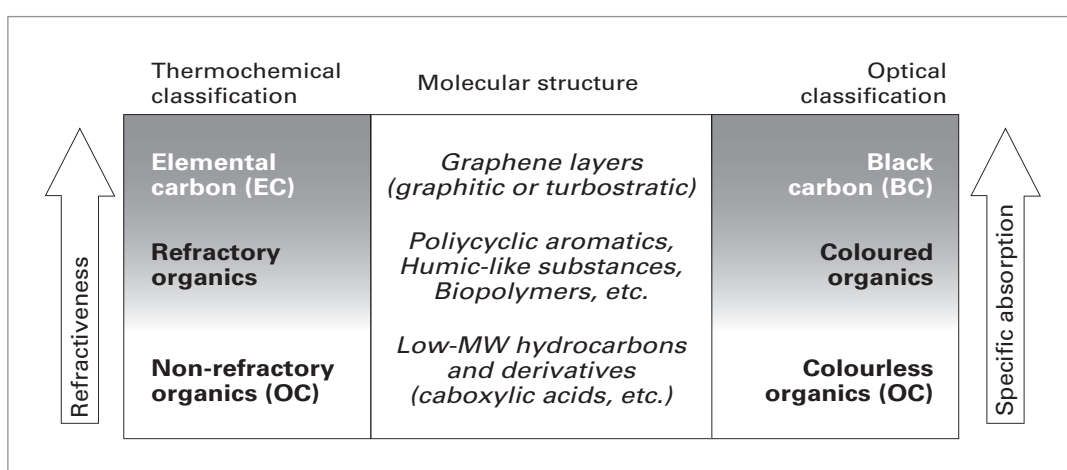 Thermochemical
classification
Molecular structure
Optical
classification
Refractiveness
Elemental
carbon (EC)
Graphene layers
(graphitic or turbostratic)
Black
carbon (BC)
Refractory
organics
Poliycyclic aromatics,
Humic-like substances,
Biopolymers, etc.
Coloured
organics
Non-refractory
organics (OC)
Low-MW hydrocarbons
and derivatives
(caboxylic acids, etc.)
Colourless
organics (OC)
Specific absorption